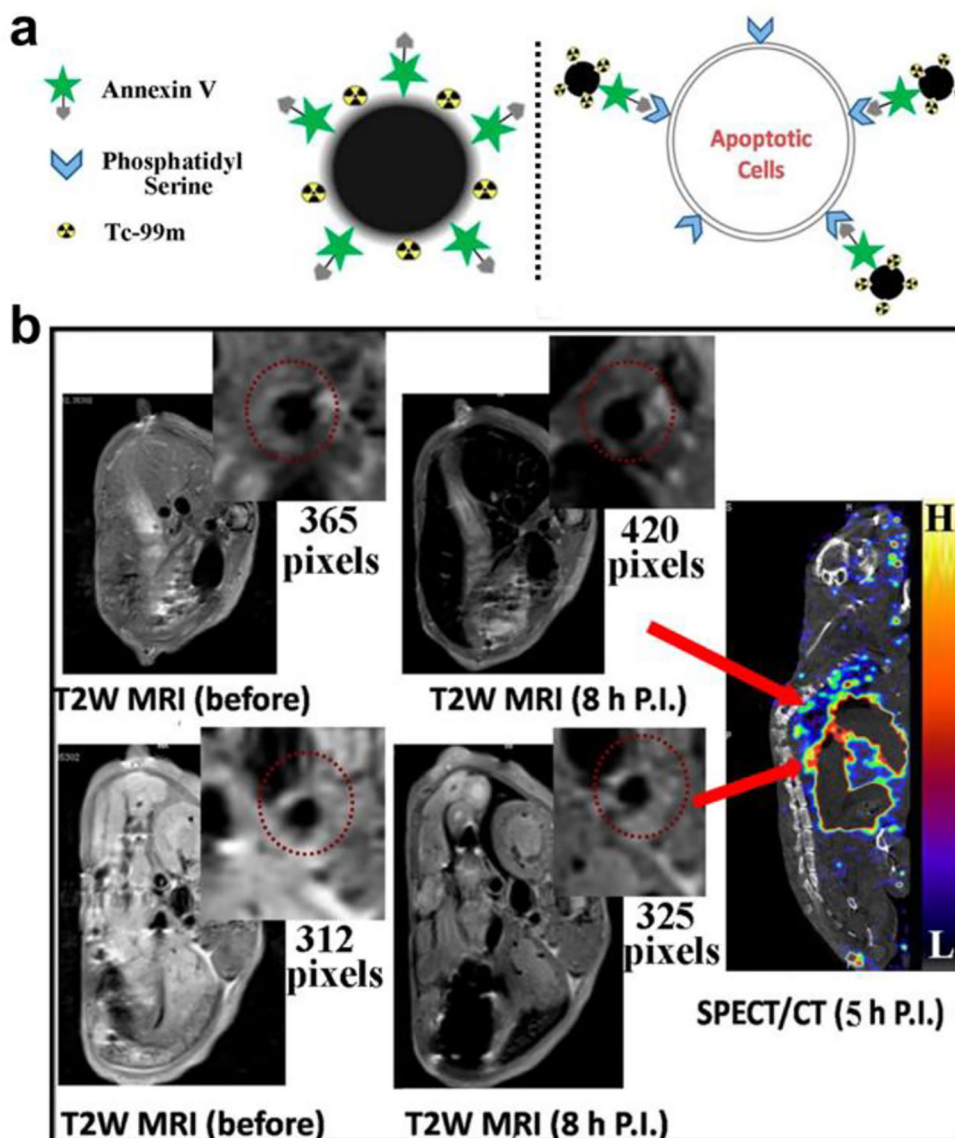 a
Annexin V
Phosphatidyl
Serine
Tc-99m
Apoptotic
Cells
b
365
pixels
420
pixels
T2W MRI (before)
T2W MRI (8 h P.I.)
312
pixels
325
pixels
T2W MRI (before)
T2W MRI (8 h P.I.)
H
L
SPECT/CT (5 h P.I.)